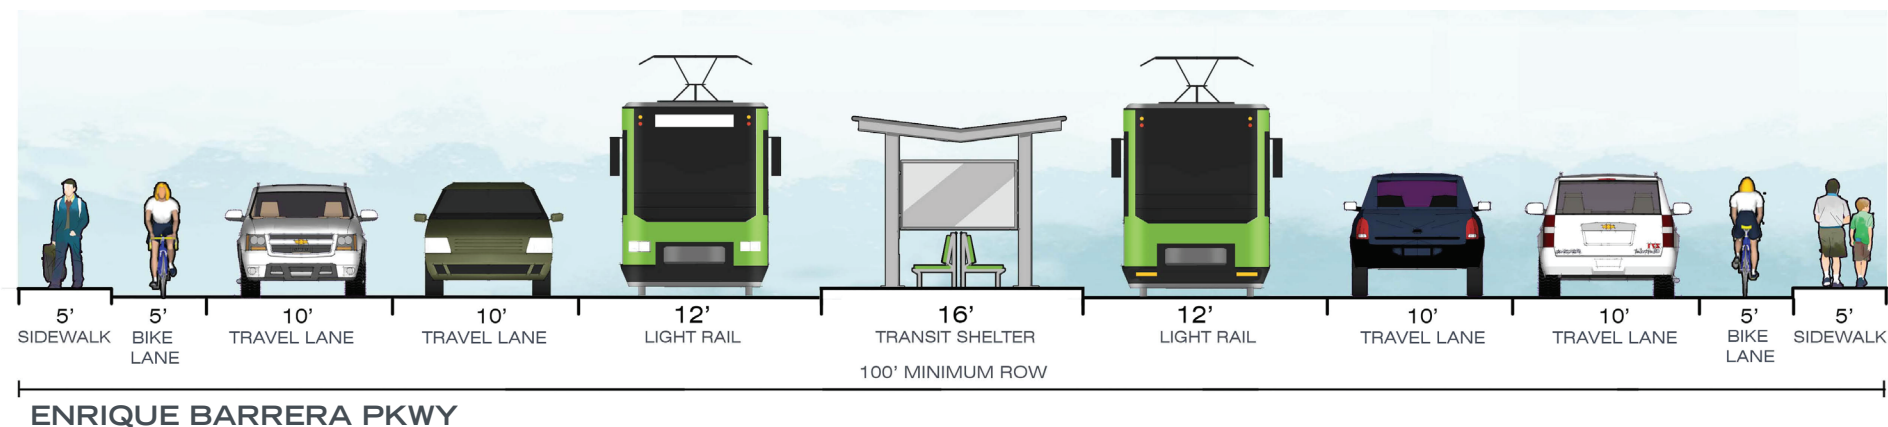 5' 5' 10' 10' 12' 16' 12' 10' 10' 5' 5'
SIDEWALK BIKE LANE TRAVEL LANE TRAVEL LANE LIGHT RAIL TRANSIT SHELTER LIGHT RAIL TRAVEL LANE TRAVEL LANE BIKE LANE SIDEWALK
100' MINIMUM ROW
ENRIQUE BARRERA PKWY